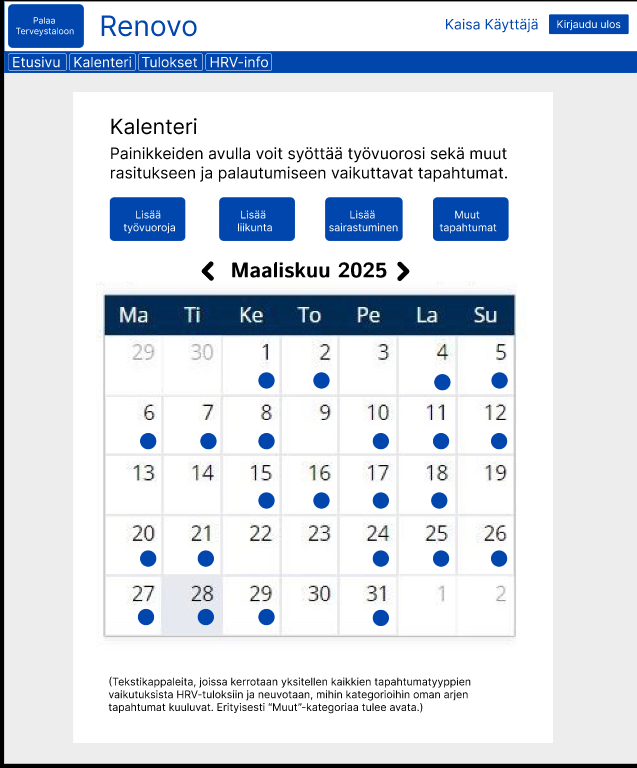 Palaa
Terveystaloon
Renovo
Kaisa Käyttäjä
Kirjaudu ulos
Etusivu Kalenteri Tulokset HRV-info
Kalenteri
Painikkeiden avulla voit syöttää työvuorosi sekä muut
rasitukseen ja palautumiseen vaikuttavat tapahtumat.
Lisää
työvuoroja
Lisää
liikunta
Lisää
sairastuminen
Muut
tapahtumat
Maaliskuu 2025
Ma Ti Ke To Pe La Su
29 30 1 2 3 4 5
6 7 8 9 10 11 12
13 14 15 16 17 18 19
20 21 22 23 24 25 26
27 28 29 30 31 1 2
(Tekstikappaleita, joissa kerrotaan yksitellen kaikkien tapahtumatyyppien
vaikutuksista HRV-tuloksiin ja neuvotaan, mihin kategorioihin oman arjen
tapahtumat kuuluvat. Erityisesti “Muut”-kategoriaa tulee avata.)